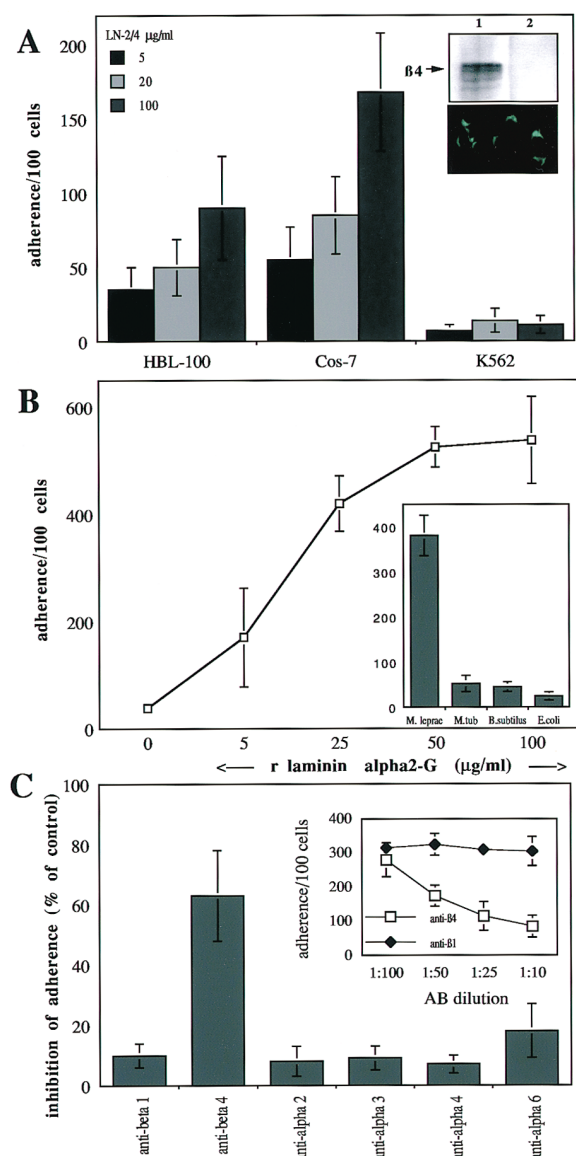 A
200
150
100
50
0
adherence/100 cells
LN-2/4 µg/ml
5
20
100
1 2
ß4
HBL-100 Cos-7 K562
B
600
400
200
0
adherence/100 cells
400
300
200
100
0
M. leprae M.tub B.subtilus E.coli
0 5 25 50 100
r laminin alpha2-G (µg/ml)
C
100
80
60
40
20
0
inhibition of adherence (% of control)
400
300
200
100
0
adherence/100 cells
anti-ß4
anti-ß1
1:100 1:50 1:25 1:10
AB dilution
anti-beta 1
anti-beta 4
anti-alpha 2
anti-alpha 3
anti-alpha 4
anti-alpha 6